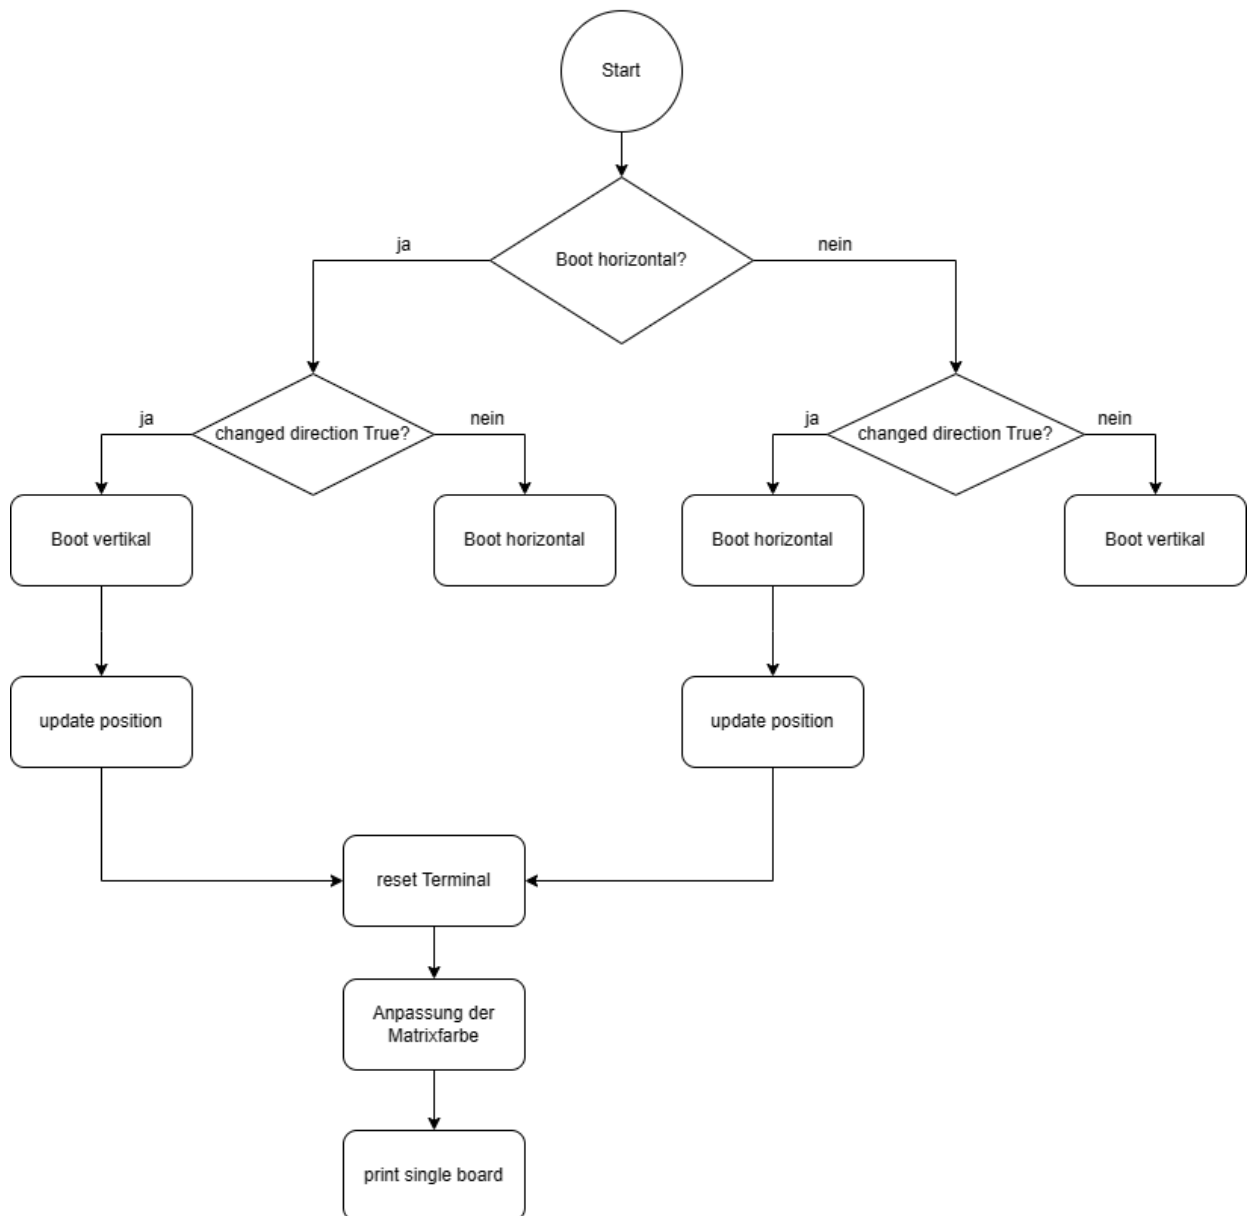 Start
Boot horizontal?
ja
nein
changed direction True?
changed direction True?
ja
nein
ja
nein
Boot vertikal
Boot horizontal
Boot horizontal
Boot vertikal
update position
update position
reset Terminal
Anpassung der
Matrixfarbe
print single board